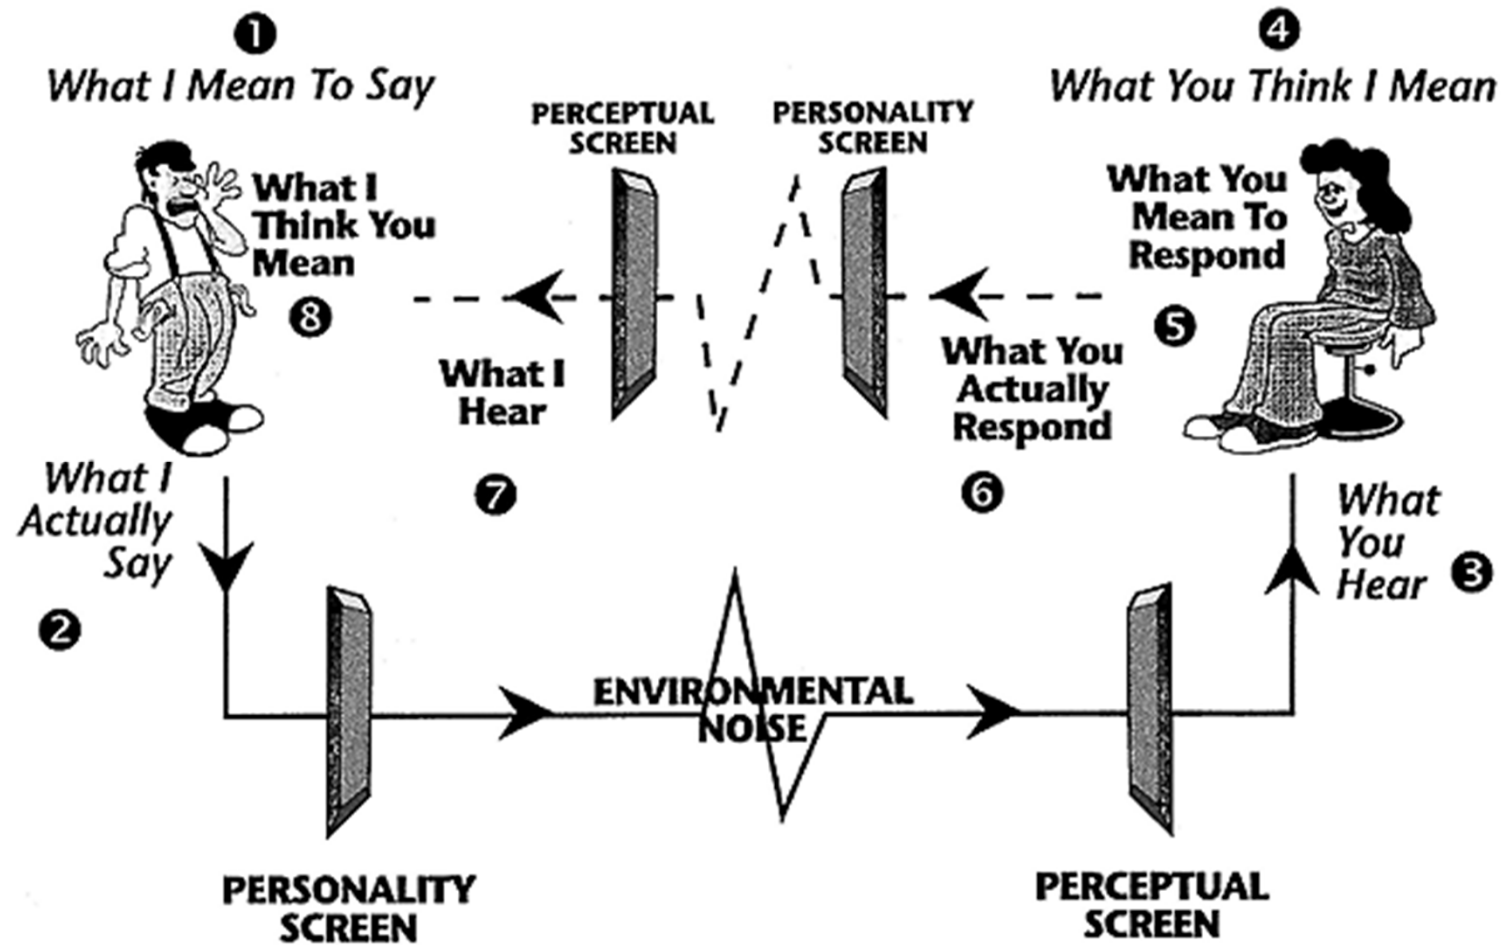 1
What I Mean To Say
4
What You Think I Mean
PERCEPTUAL
SCREEN
PERSONALITY
SCREEN
What I
Think You
Mean
8
What You
Mean To
Respond
5
What I
Hear
7
What You
Actually
Respond
6
What I
Actually
Say
2
What
You
Hear
3
ENVIRONMENTAL
NOISE
PERSONALITY
SCREEN
PERCEPTUAL
SCREEN